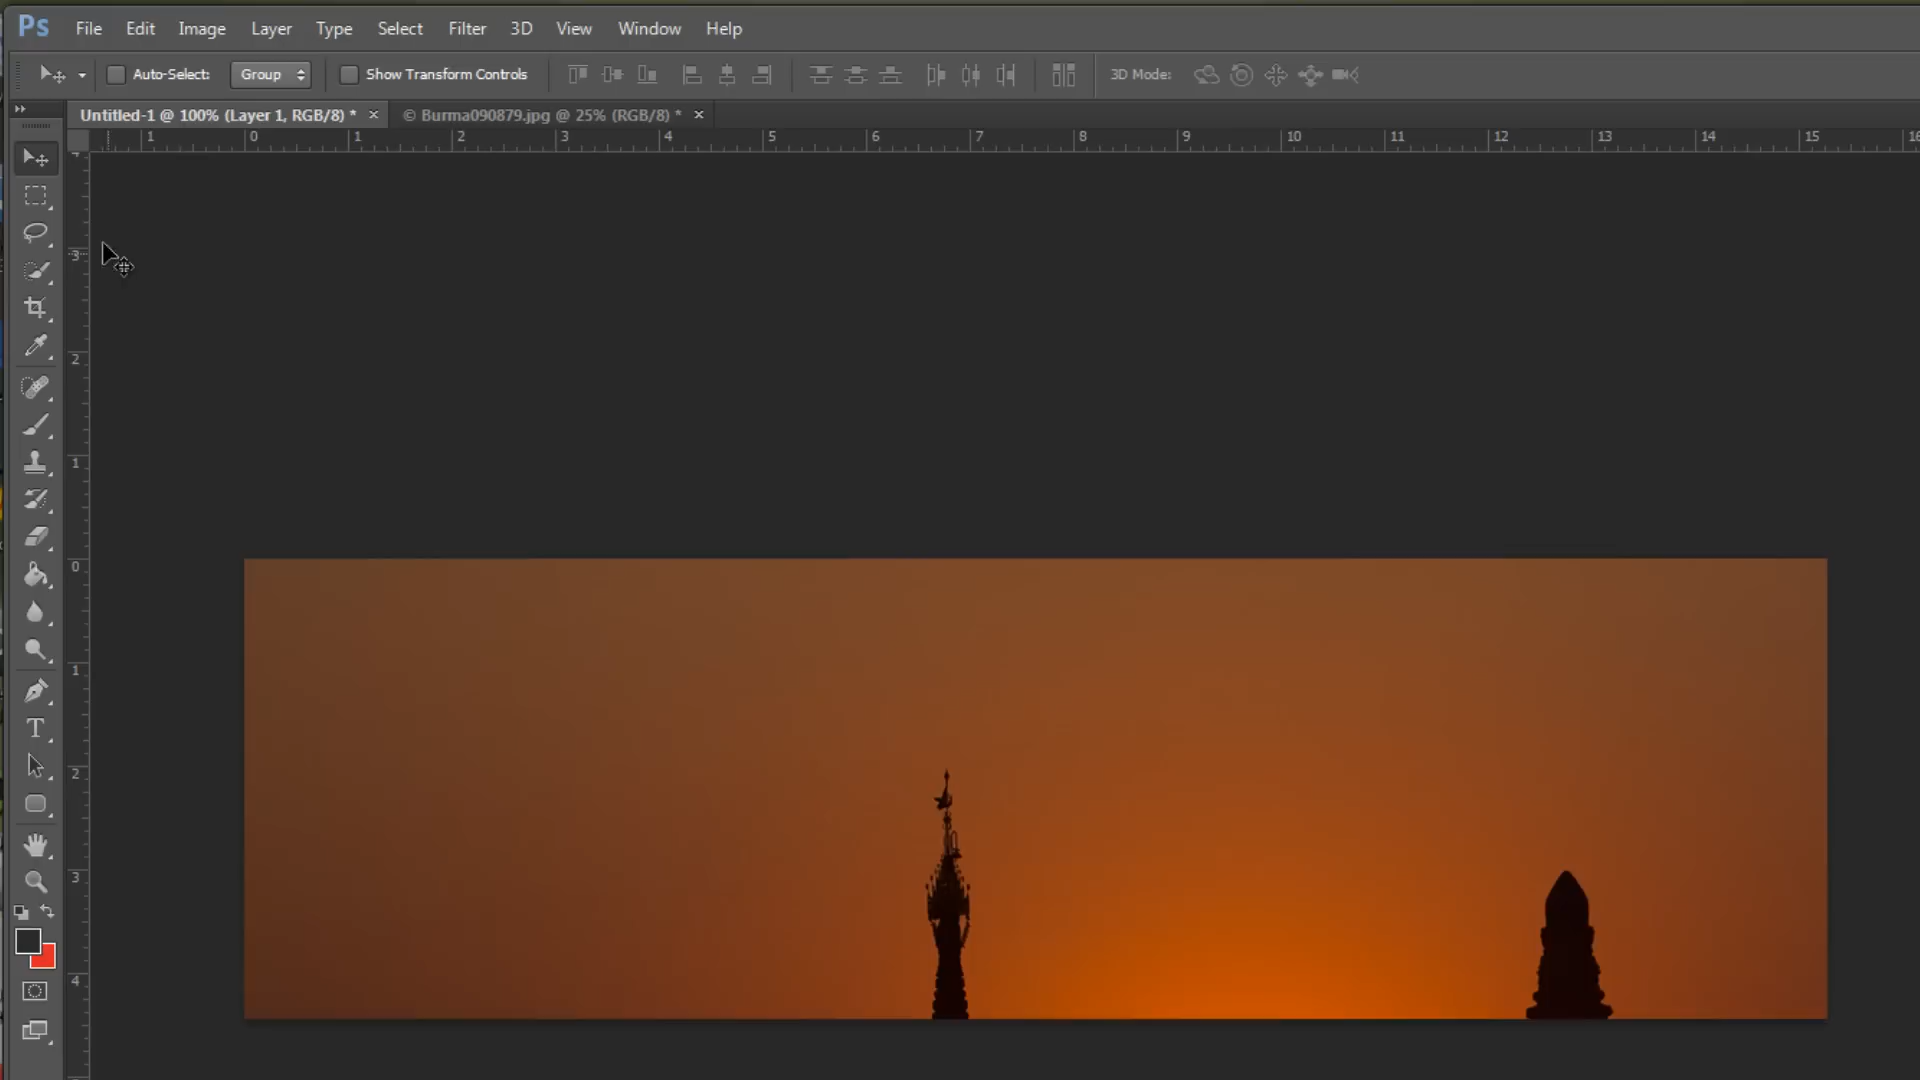 Ps File Edit Image Layer Type Select Filter 3D View Window Help
Auto-Select: Group Show Transform Controls 3D Mode:
Untitled-1 @ 100% (Layer 1, RGB/8) * × © Burma090879.jpg @ 25% (RGB/8) * ×
1 0 1 2 3 4 5 6 7 8 9 10 11 12 13 14 15 16
4
3
2
1
0
1
2
3
4
T